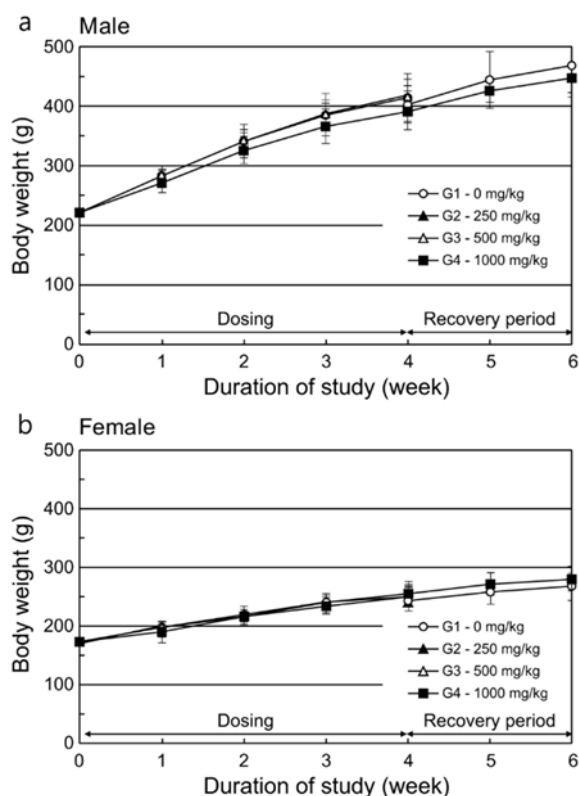 a Male
500
400
300
200
100
0
Body weight (g)
G1 - 0 mg/kg
G2 - 250 mg/kg
G3 - 500 mg/kg
G4 - 1000 mg/kg
Dosing
Recovery period
0 1 2 3 4 5 6
Duration of study (week)
b Female
500
400
300
200
100
0
Body weight (g)
G1 - 0 mg/kg
G2 - 250 mg/kg
G3 - 500 mg/kg
G4 - 1000 mg/kg
Dosing
Recovery period
0 1 2 3 4 5 6
Duration of study (week)